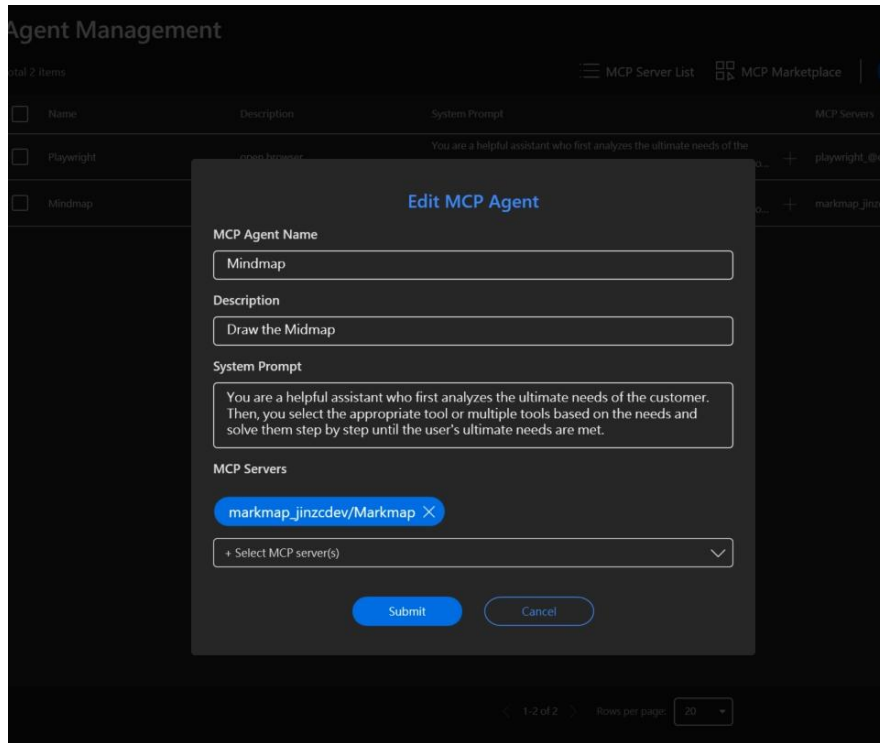 Agent Management
Total 2 Items
MCP Server List
MCP Marketplace
Name Description System Prompt MCP Servers
You are a helpful assistant who first analyzes the ultimate needs of the
Playwright open browser playwright_@
Mindmap markmap_jinz
Edit MCP Agent
MCP Agent Name
Mindmap
Description
Draw the Midmap
System Prompt
You are a helpful assistant who first analyzes the ultimate needs of the customer.
Then, you select the appropriate tool or multiple tools based on the needs and
solve them step by step until the user's ultimate needs are met.
MCP Servers
markmap_jinzcdev/Markmap
+ Select MCP server(s)
Submit
Cancel
1-2 of 2
Rows per page: 20